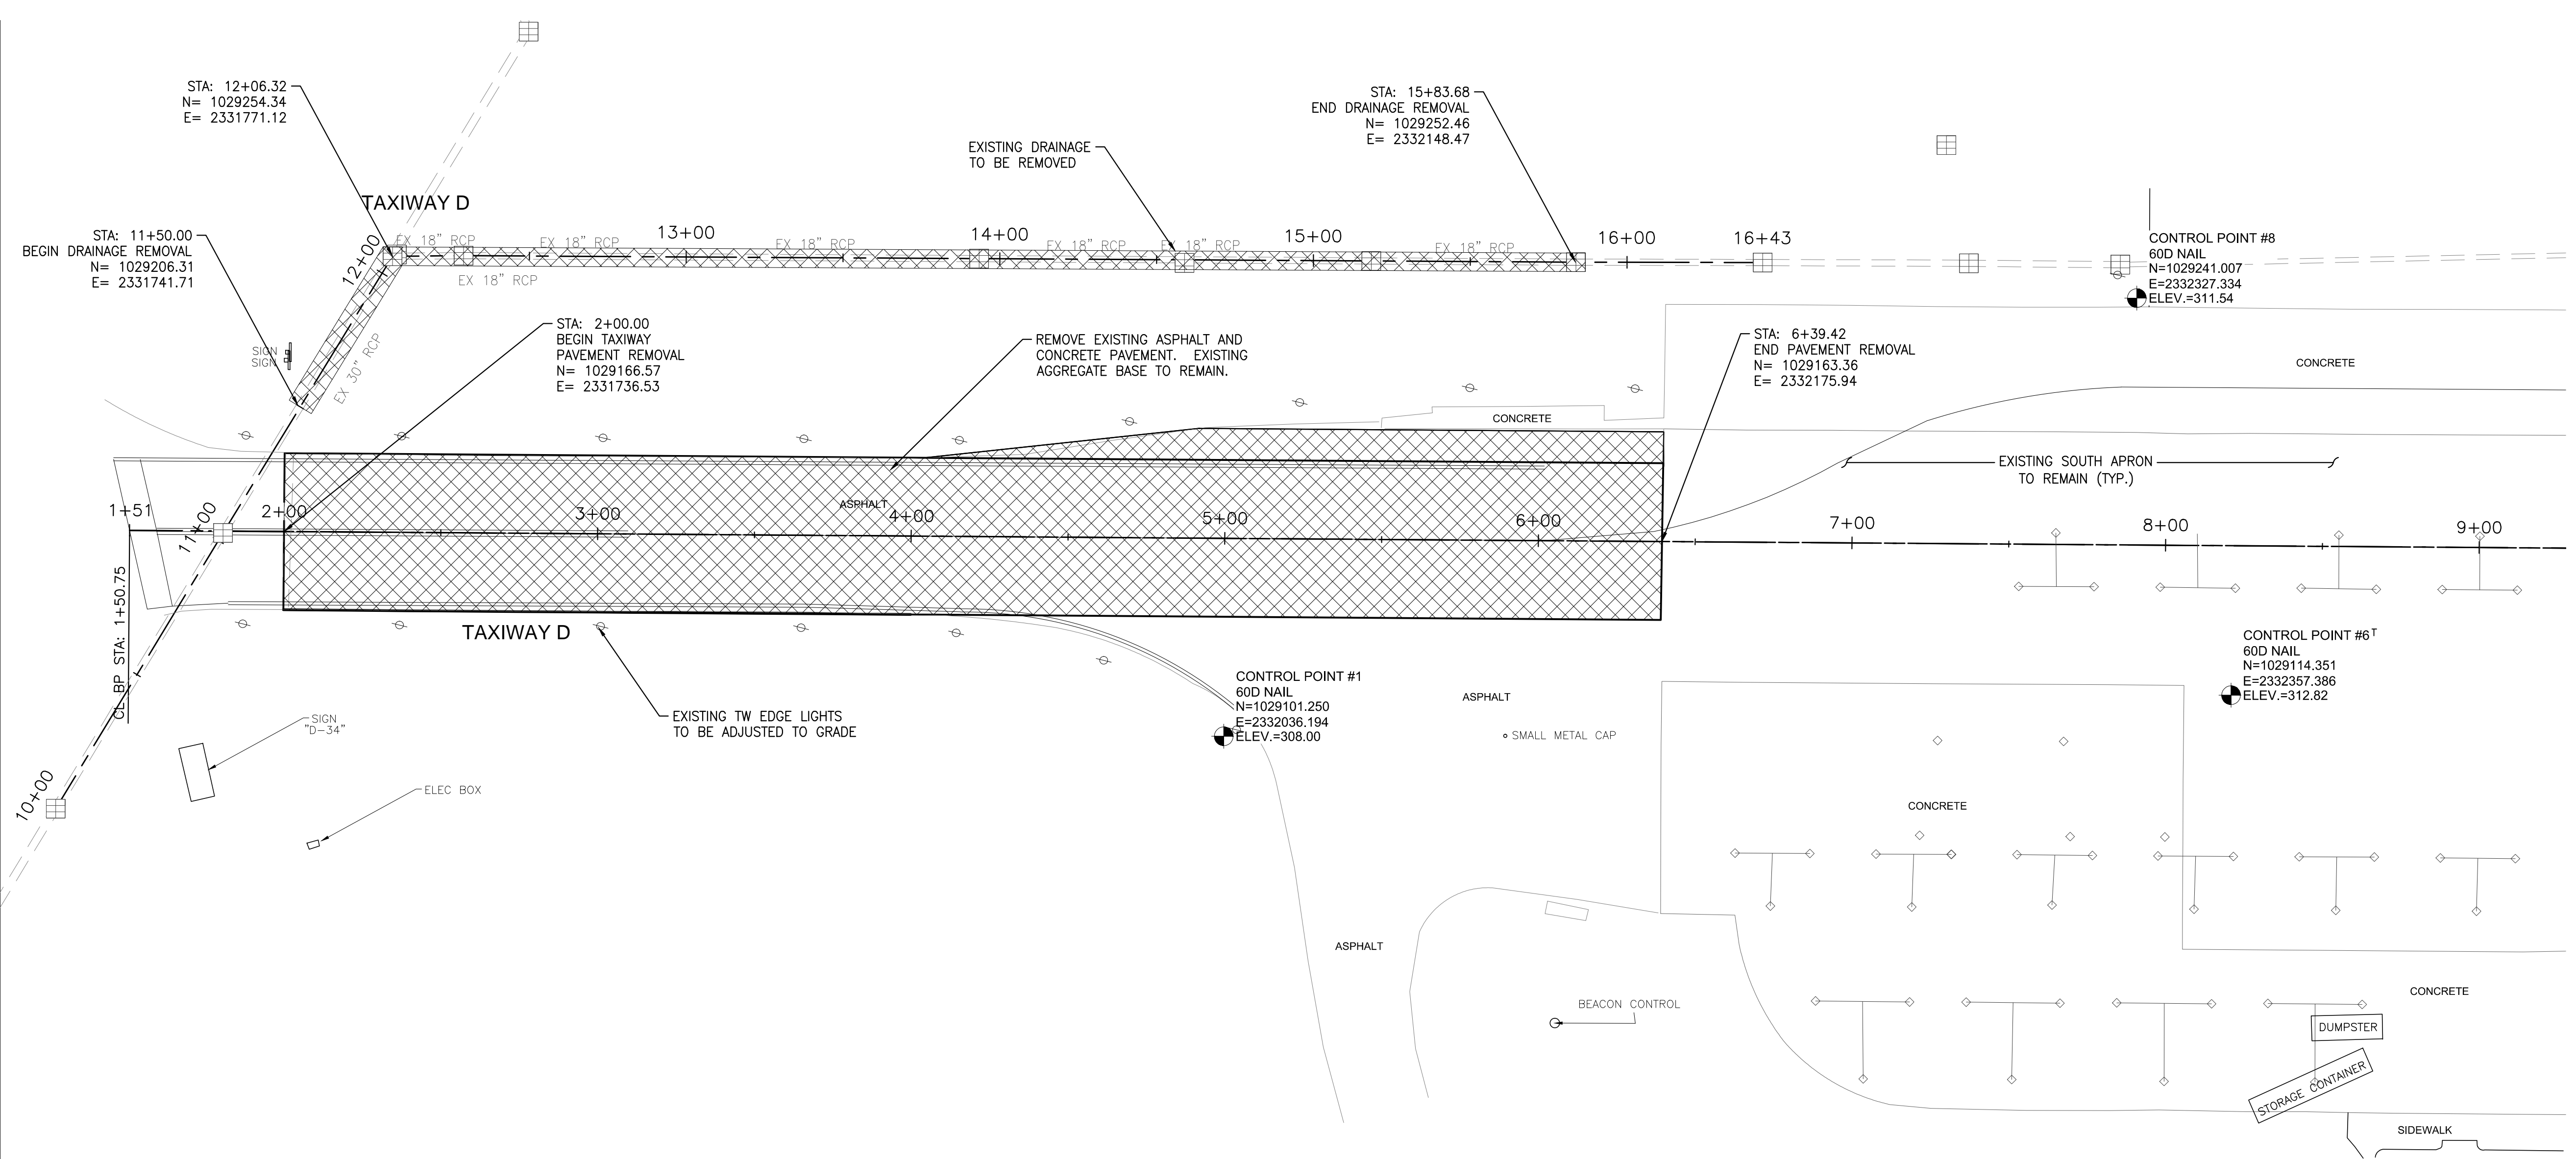 STA: 12+06.32
N= 1029254.34
E= 2331771.12
STA: 15+83.68
END DRAINAGE REMOVAL
N= 1029252.46
E= 2332148.47
EXISTING DRAINAGE
TO BE REMOVED
TAXIWAY D
STA: 11+50.00
BEGIN DRAINAGE REMOVAL
N= 1029206.31
E= 2331741.71
12+00
EX 18" RCP
EX 18" RCP
13+00
EX 18" RCP
14+00
EX 18" RCP
EX 18" RCP
15+00
EX 18" RCP
16+00
16+43
EX 18" RCP
CONTROL POINT #8
60D NAIL
N=1029241.007
E=2332327.334
ELEV.=311.54
SIGN
SIGN
EX 30" RCP
STA: 2+00.00
BEGIN TAXIWAY
PAVEMENT REMOVAL
N= 1029166.57
E= 2331736.53
REMOVE EXISTING ASPHALT AND
CONCRETE PAVEMENT. EXISTING
AGGREGATE BASE TO REMAIN.
STA: 6+39.42
END PAVEMENT REMOVAL
N= 1029163.36
E= 2332175.94
CONCRETE
CONCRETE
EXISTING SOUTH APRON
TO REMAIN (TYP.)
1+51
11+00
2+00
3+00
ASPHALT
4+00
5+00
6+00
7+00
8+00
9+00
CL BP STA: 1+50.75
TAXIWAY D
EXISTING TW EDGE LIGHTS
TO BE ADJUSTED TO GRADE
CONTROL POINT #1
60D NAIL
N=1029101.250
E=2332036.194
ELEV.=308.00
ASPHALT
SMALL METAL CAP
CONTROL POINT #6T
60D NAIL
N=1029114.351
E=2332357.386
ELEV.=312.82
SIGN
"D-34"
10+00
ELEC BOX
CONCRETE
ASPHALT
BEACON CONTROL
CONCRETE
DUMPSTER
STORAGE CONTAINER
SIDEWALK